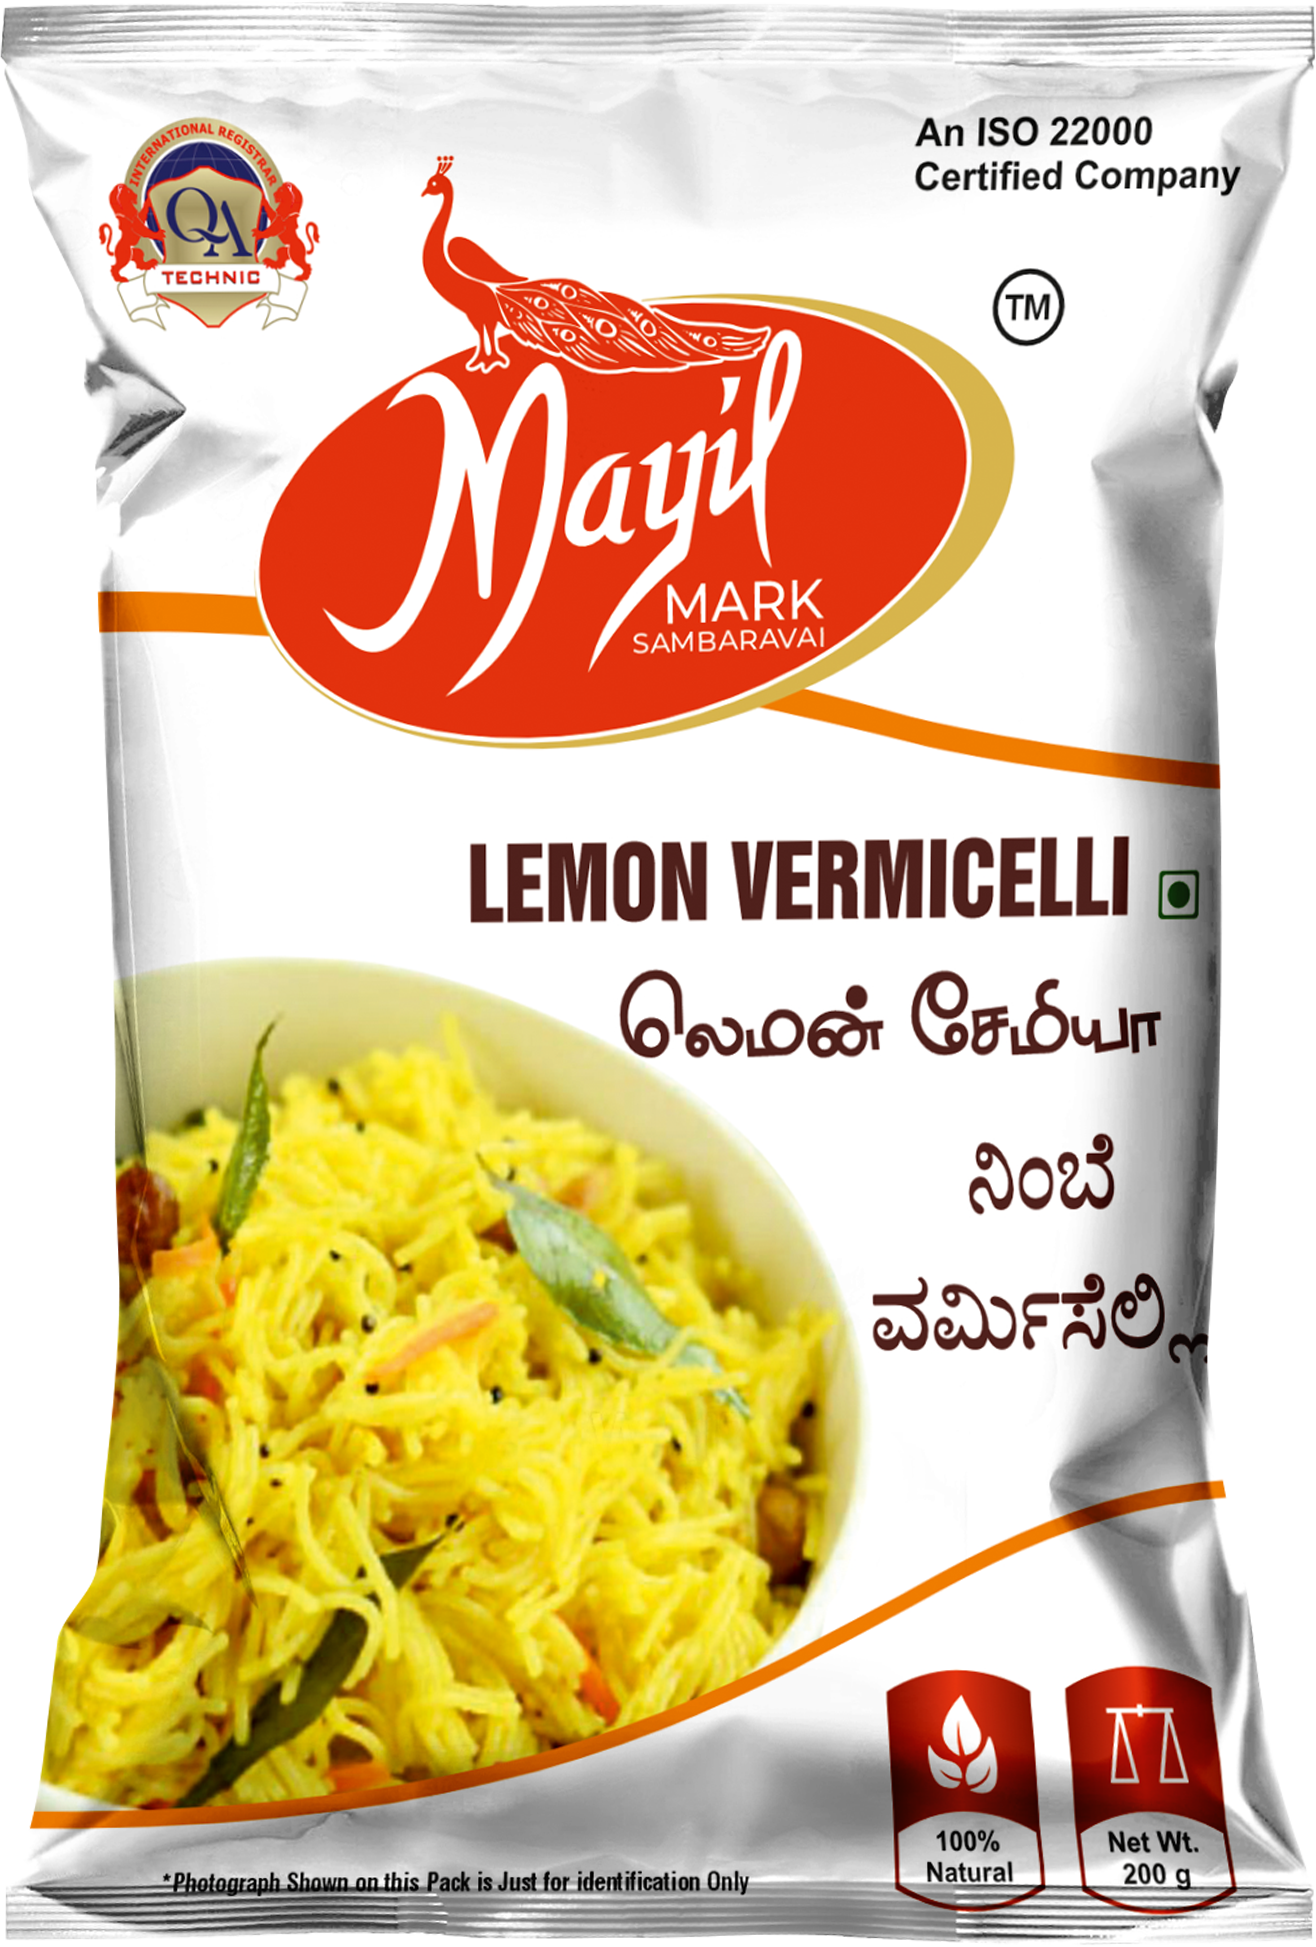 INTERNATIONAL REGISTRAR
QA
TECHNIC
An ISO 22000
Certified Company
TM
Mayil
MARK
SAMBARAVAI
LEMON VERMICELLI
லெமன் சேமியா
ನಿಂಬೆ
ವರ್ಮಿಸೆಲ್ಲಿ
100%
Natural
Net Wt.
200 g
*Photograph Shown on this Pack is Just for identification Only